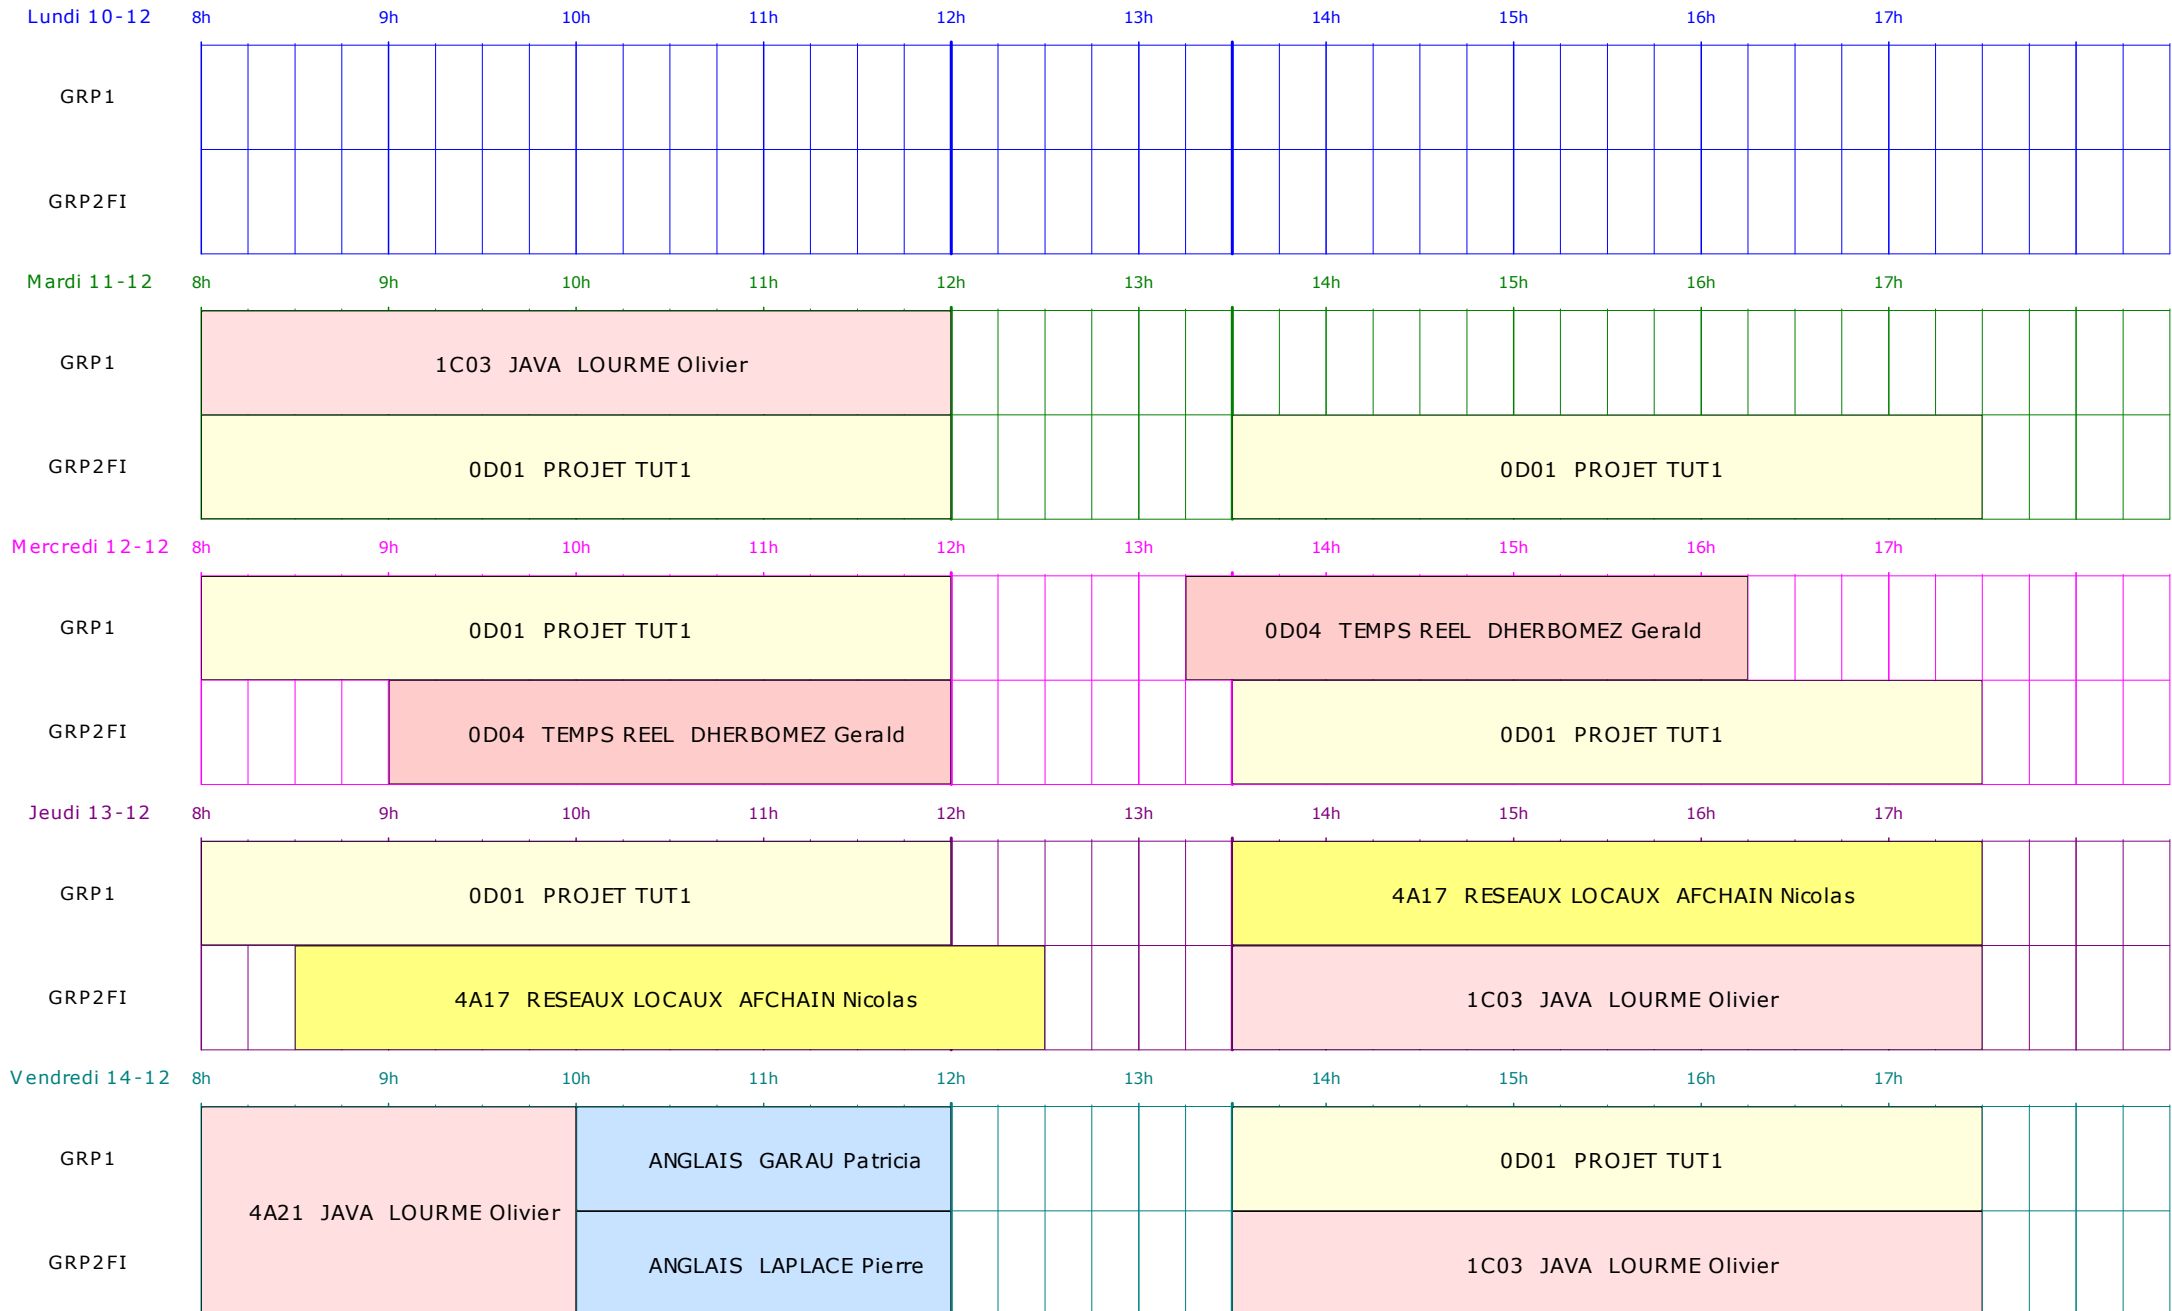 Lundi 10-12 8h 9h 10h 11h 12h 13h 14h 15h 16h 17h
GRP1
GRP2FI
Mardi 11-12 8h 9h 10h 11h 12h 13h 14h 15h 16h 17h
GRP1 1C03 JAVA LOURME Olivier
GRP2FI 0D01 PROJET TUT1 0D01 PROJET TUT1
Mercredi 12-12 8h 9h 10h 11h 12h 13h 14h 15h 16h 17h
GRP1 0D01 PROJET TUT1 0D04 TEMPS REEL DHERBOMEZ Gerald
GRP2FI 0D04 TEMPS REEL DHERBOMEZ Gerald 0D01 PROJET TUT1
Jeudi 13-12 8h 9h 10h 11h 12h 13h 14h 15h 16h 17h
GRP1 0D01 PROJET TUT1 4A17 RESEAUX LOCAUX AFCHAIN Nicolas
GRP2FI 4A17 RESEAUX LOCAUX AFCHAIN Nicolas 1C03 JAVA LOURME Olivier
Vendredi 14-12 8h 9h 10h 11h 12h 13h 14h 15h 16h 17h
GRP1 ANGLAIS GARAU Patricia 0D01 PROJET TUT1
4A21 JAVA LOURME Olivier
GRP2FI ANGLAIS LAPLACE Pierre 1C03 JAVA LOURME Olivier